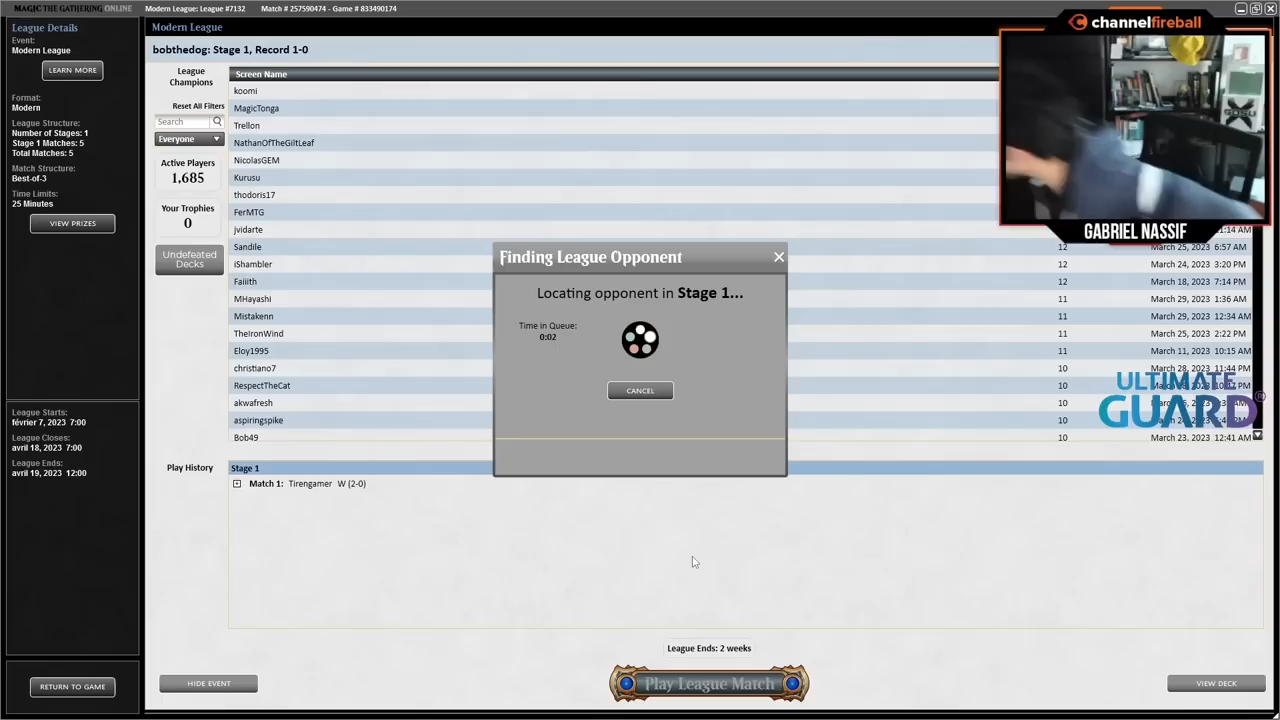 MAGIC THE GATHERING ONLINE
Modern League: League #7132
Match # 257590474 - Game # 833490174
League Details
Event:
Modern League
LEARN MORE
Format:
Modern
League Structure:
Number of Stages: 1
Stage 1 Matches: 5
Total Matches: 5
Match Structure:
Best-of-3
Time Limits:
25 Minutes
VIEW PRIZES
League Starts:
février 7, 2023 7:00
League Closes:
avril 18, 2023 7:00
League Ends:
avril 19, 2023 12:00
RETURN TO GAME
Modern League
bobthedog: Stage 1, Record 1-0
League
Champions
Reset All Filters
Search
Everyone
Active Players
1,685
Your Trophies
0
Undefeated
Decks
Screen Name
koomi
MagicTonga
Trellon
NathanOfTheGiltLeaf
NicolasGEM
Kurusu
thodoris17
FerMTG
jvidarte
Sandile 12 March 25, 2023 6:57 AM
iShambler 12 March 24, 2023 3:20 PM
Faiiith 12 March 18, 2023 7:14 PM
MHayashi 11 March 29, 2023 1:36 AM
Mistakenn 11 March 29, 2023 12:34 AM
TheIronWind 11 March 25, 2023 2:22 PM
Eloy1995 11 March 11, 2023 10:15 AM
christiano7 10 March 28, 2023 11:44 PM
RespectTheCat 10
akwafresh 10
aspiringspike 10
Bob49 10 March 23, 2023 12:41 AM
Finding League Opponent
Locating opponent in Stage 1...
Time in Queue:
0:02
CANCEL
Play History
Stage 1
Match 1: Tirengamer W (2-0)
League Ends: 2 weeks
HIDE EVENT
Play League Match
VIEW DECK
channelfireball
GOSU
GABRIEL NASSIF
ULTIMATE
GUARD®